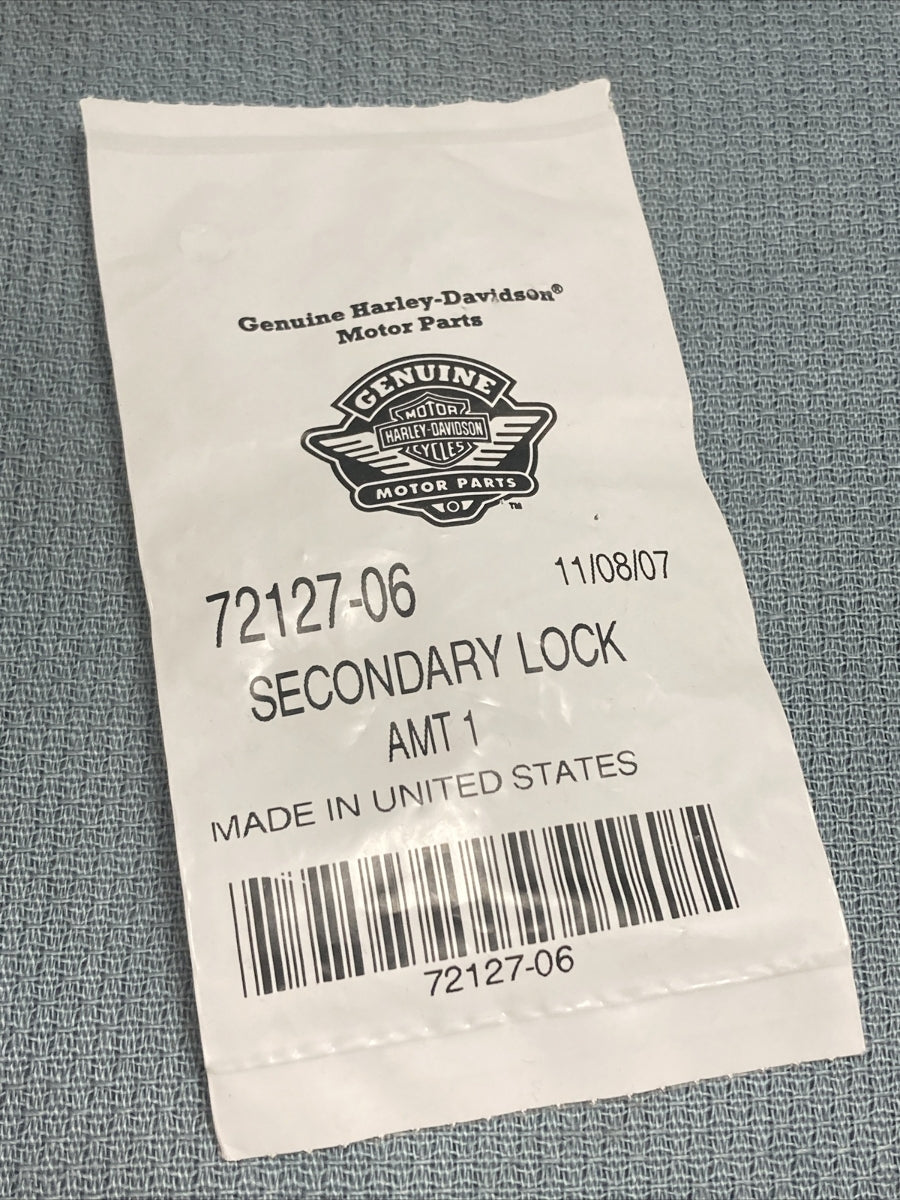 Genuine Harley-Davidson®
Motor Parts
GENUINE
MOTOR
HARLEY-DAVIDSON
CYCLES
MOTOR PARTS
TM
72127-06
11/08/07
SECONDARY LOCK
AMT 1
MADE IN UNITED STATES
72127-06